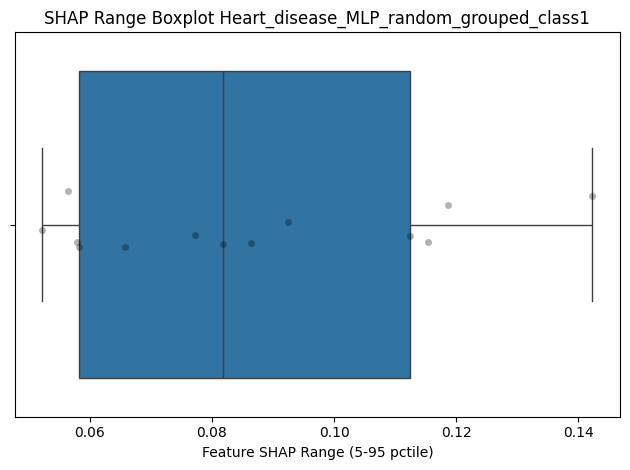 SHAP Range Boxplot Heart_disease_MLP_random_grouped_class1
0.06 0.08 0.10 0.12 0.14
Feature SHAP Range (5-95 pctile)